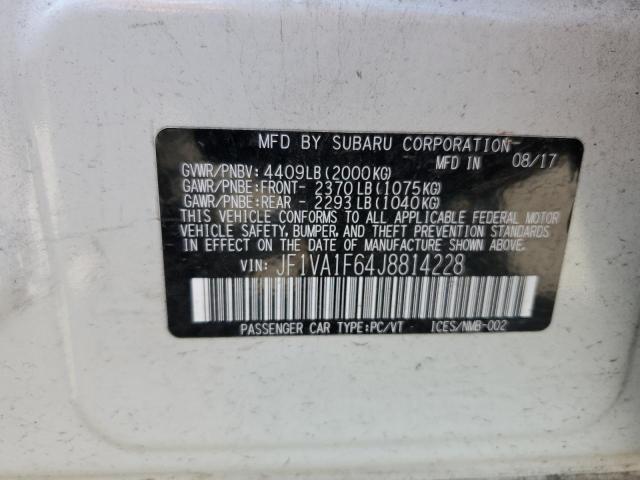 MFD BY SUBARU CORPORATION
MFD IN 08/17
GVWR/PNBV: 4409LB(2000KG)
GAWR/PNBE:FRONT- 2370LB(1075KG)
GAWR/PNBE:REAR - 2293LB(1040KG)
THIS VEHICLE CONFORMS TO ALL APPLICABLE FEDERAL MOTOR
VEHICLE SAFETY, BUMPER, AND THEFT PREVENTION STANDARDS
IN EFFECT ON THE DATE OF MANUFACTURE SHOWN ABOVE.
VIN: JF1VA1F64J8814228
PASSENGER CAR TYPE:PC/VT ICES/NMB-002